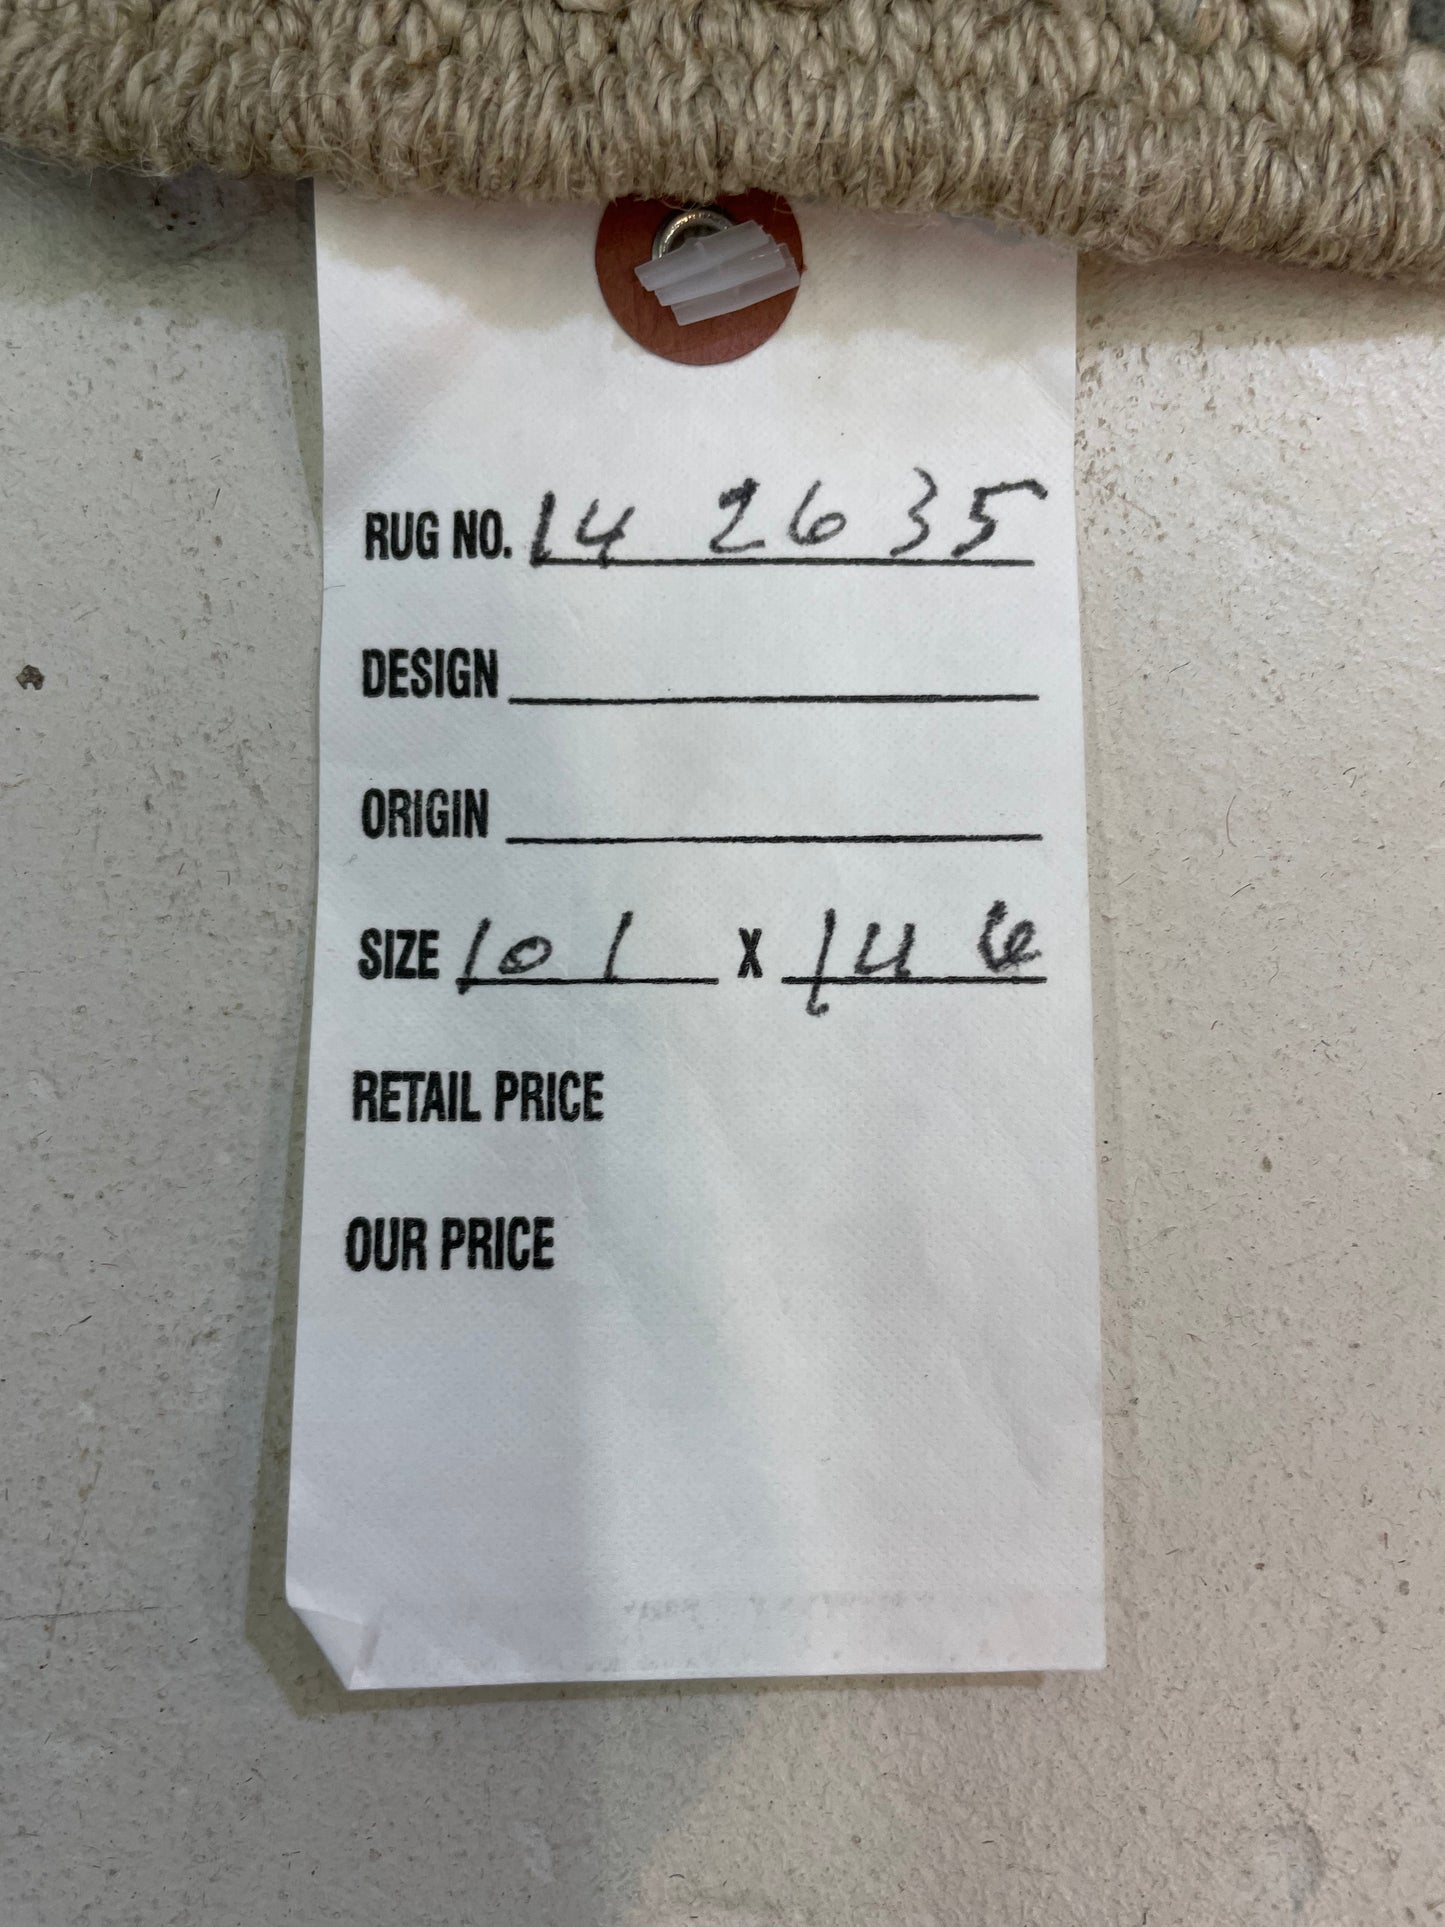 RUG NO. 14 2635
DESIGN
ORIGIN
SIZE 10 1 X 14 6
RETAIL PRICE
OUR PRICE